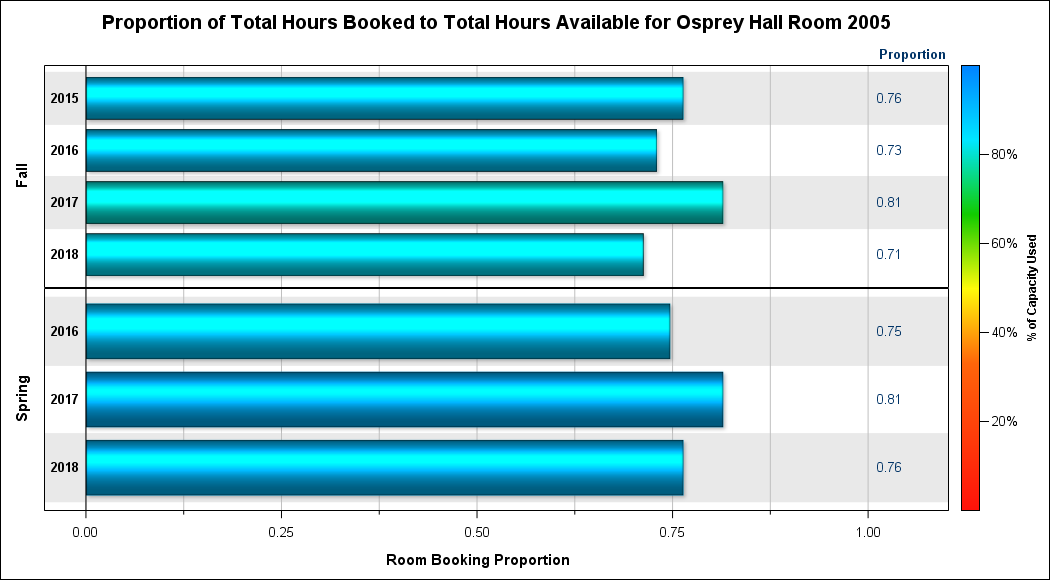 Proportion of Total Hours Booked to Total Hours Available for Osprey Hall Room 2005
Proportion
Fall
2015 0.76
2016 0.73
2017 0.81
2018 0.71
Spring
2016 0.75
2017 0.81
2018 0.76
0.00 0.25 0.50 0.75 1.00
Room Booking Proportion
80%
60%
40%
20%
% of Capacity Used